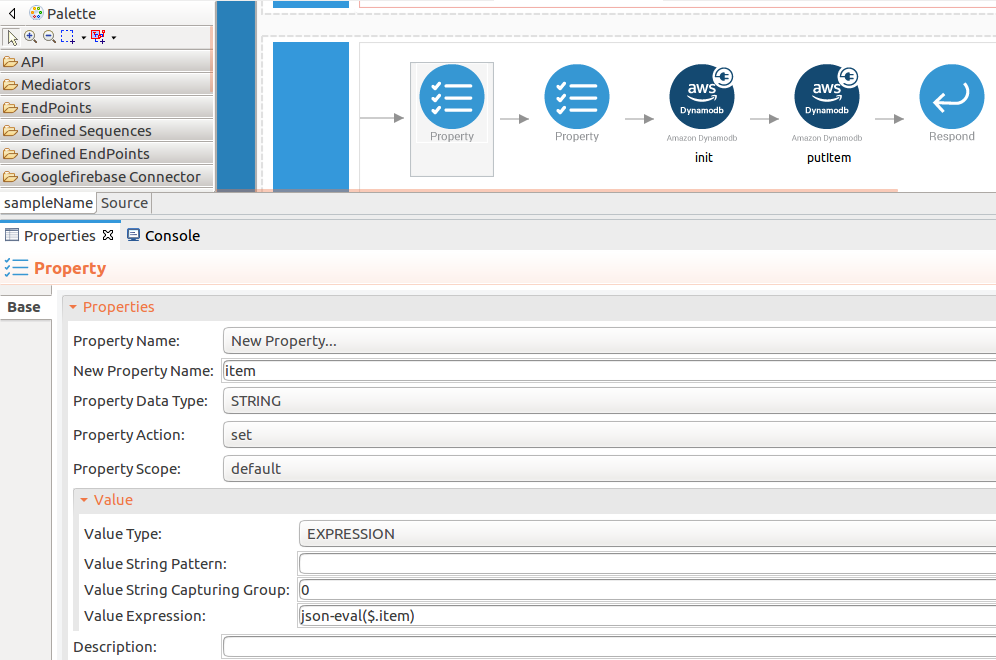 Palette
API
Mediators
EndPoints
Defined Sequences
Defined EndPoints
Googlefirebase Connector
Property
Property
aws
Dynamodb
Amazon Dynamodb
init
aws
Dynamodb
Amazon Dynamodb
putItem
Respond
sampleName
Source
Properties
Console
Property
Base
Properties
Property Name: New Property...
New Property Name: item
Property Data Type: STRING
Property Action: set
Property Scope: default
Value
Value Type: EXPRESSION
Value String Pattern:
Value String Capturing Group: 0
Value Expression: json-eval($.item)
Description: